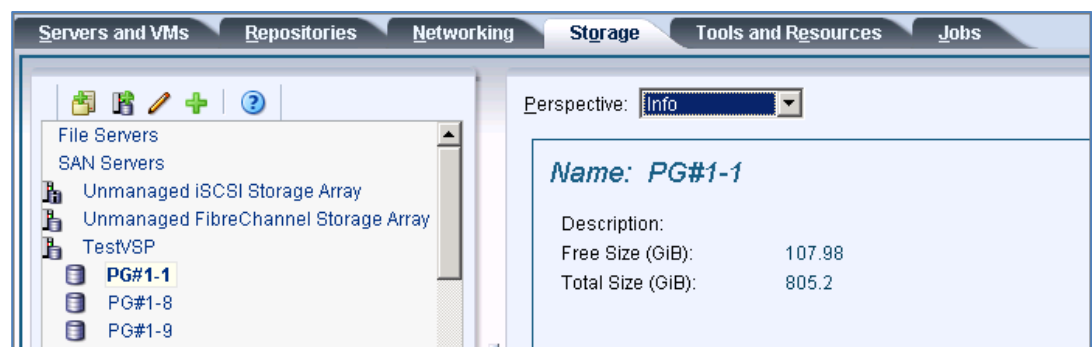 Servers and VMs Repositories Networking Storage Tools and Resources Jobs
Perspective: Info
File Servers
SAN Servers
Unmanaged iSCSI Storage Array
Unmanaged FibreChannel Storage Array
TestVSP
PG#1-1
PG#1-8
PG#1-9
Name: PG#1-1
Description:
Free Size (GiB): 107.98
Total Size (GiB): 805.2